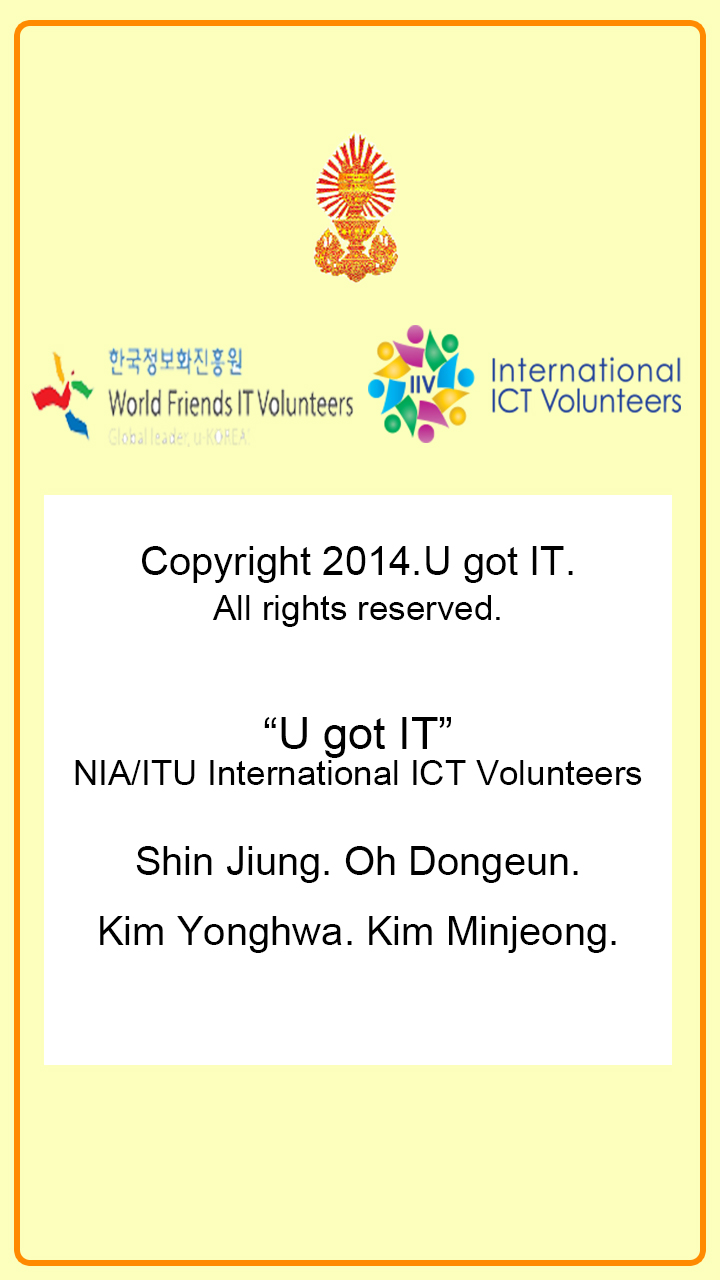 한국정보화진흥원
World Friends IT Volunteers
Global leader, u-KOREA!
IIV
International
ICT Volunteers
Copyright 2014.U got IT.
All rights reserved.
“U got IT”
NIA/ITU International ICT Volunteers
Shin Jiung. Oh Dongeun.
Kim Yonghwa. Kim Minjeong.